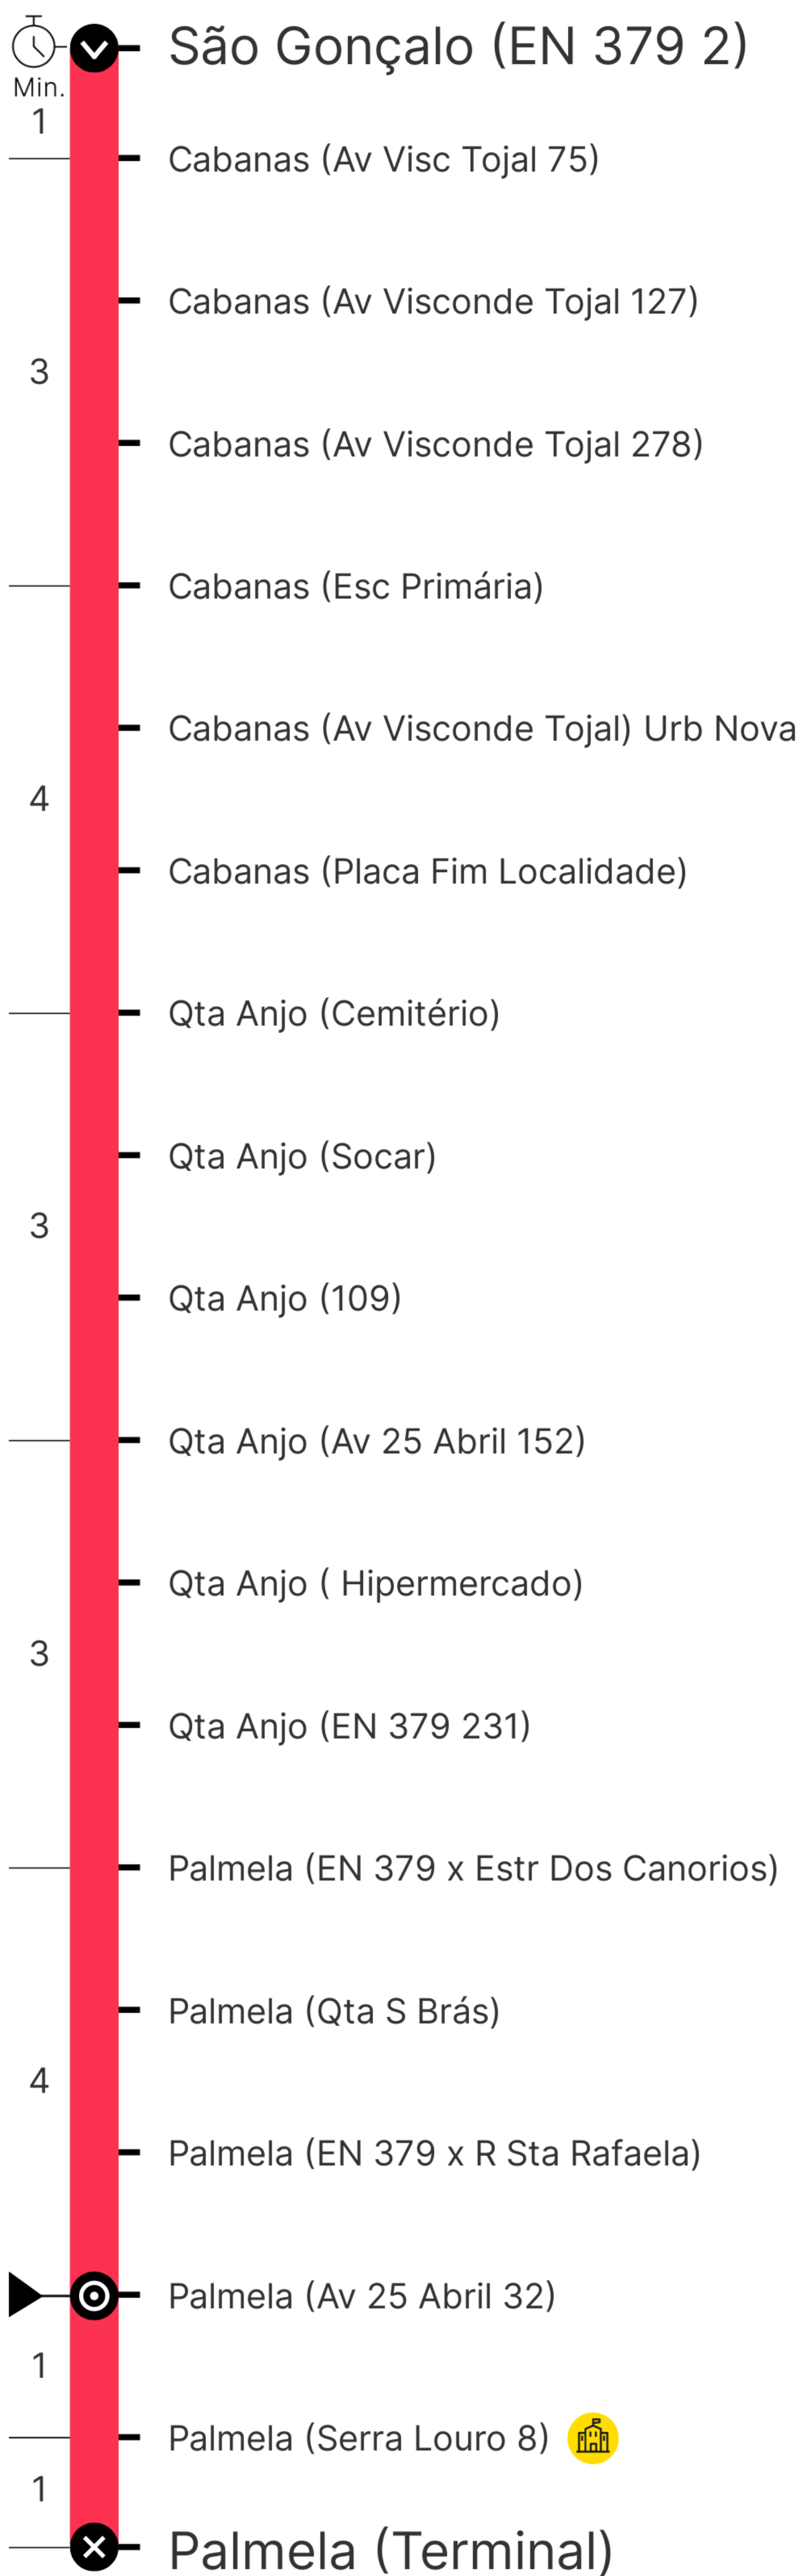 São Gonçalo (EN 379 2)
Min.
1
Cabanas (Av Visc Tojal 75)
Cabanas (Av Visconde Tojal 127)
3
Cabanas (Av Visconde Tojal 278)
Cabanas (Esc Primária)
Cabanas (Av Visconde Tojal) Urb Nova
4
Cabanas (Placa Fim Localidade)
Qta Anjo (Cemitério)
Qta Anjo (Socar)
3
Qta Anjo (109)
Qta Anjo (Av 25 Abril 152)
Qta Anjo ( Hipermercado)
3
Qta Anjo (EN 379 231)
Palmela (EN 379 x Estr Dos Canorios)
Palmela (Qta S Brás)
4
Palmela (EN 379 x R Sta Rafaela)
Palmela (Av 25 Abril 32)
1
Palmela (Serra Louro 8)
1
Palmela (Terminal)